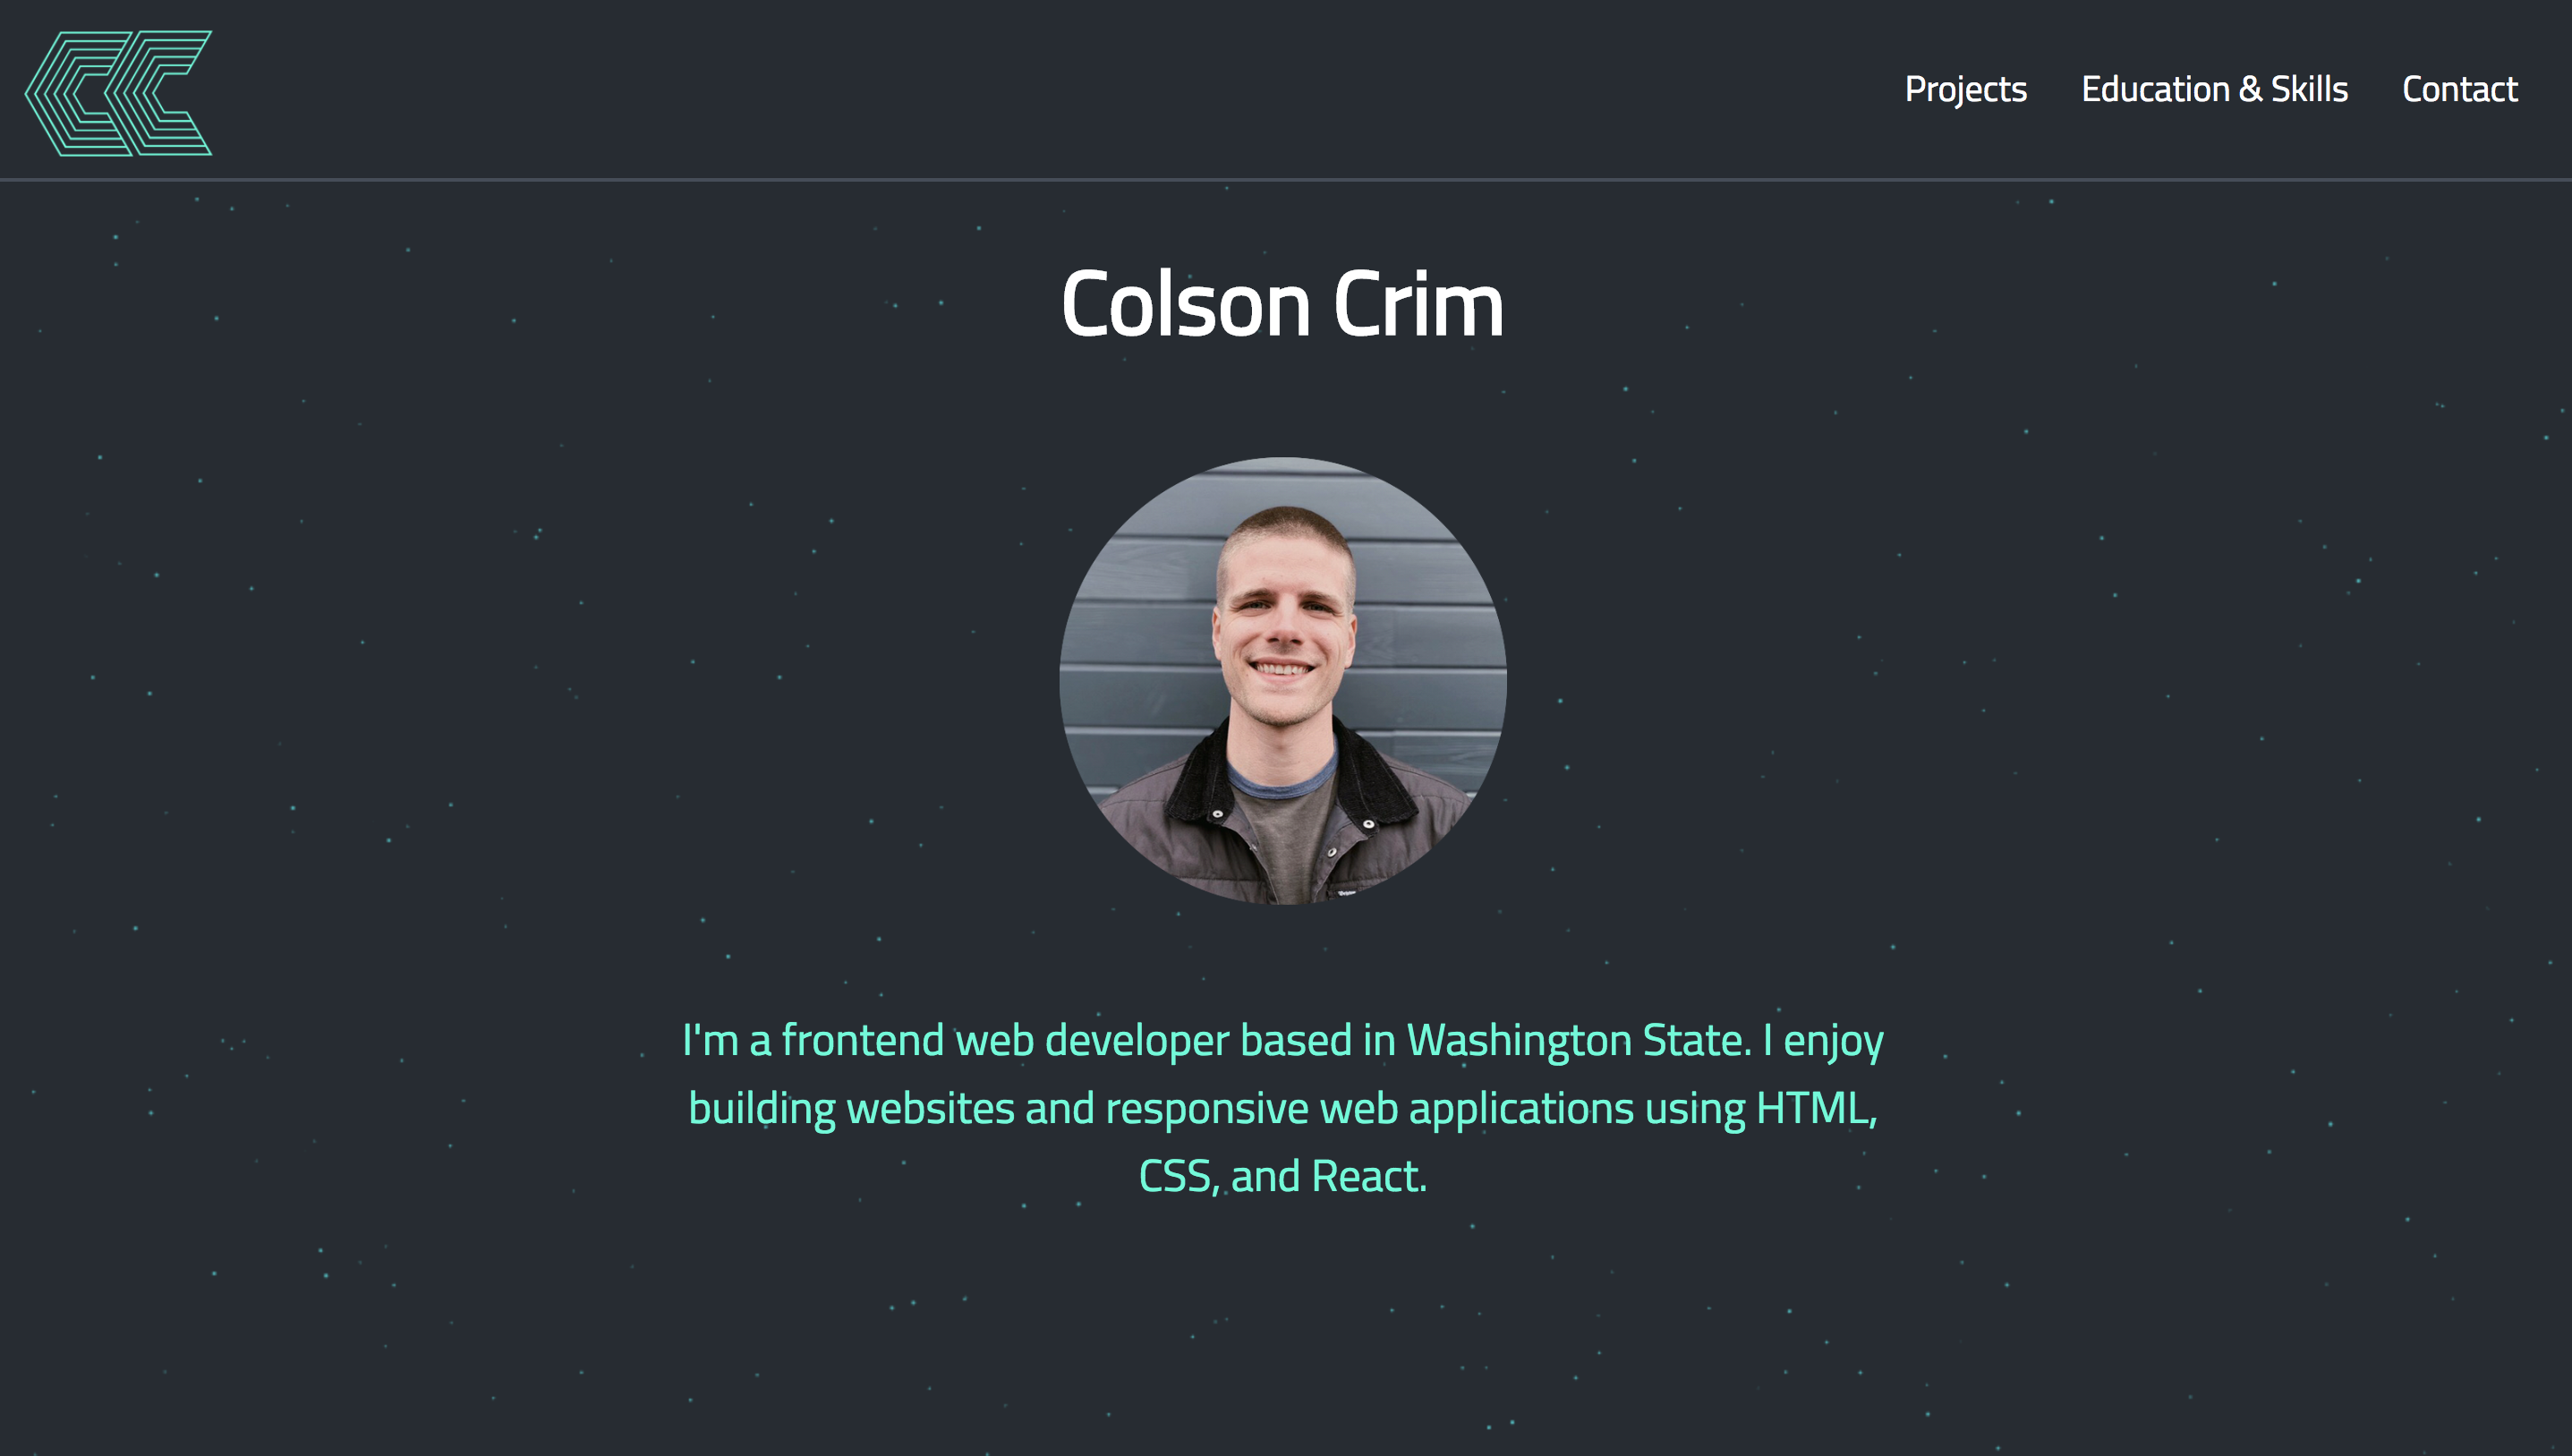 CC
Projects Education & Skills Contact
Colson Crim
I'm a frontend web developer based in Washington State. I enjoy
building websites and responsive web applications using HTML,
CSS, and React.